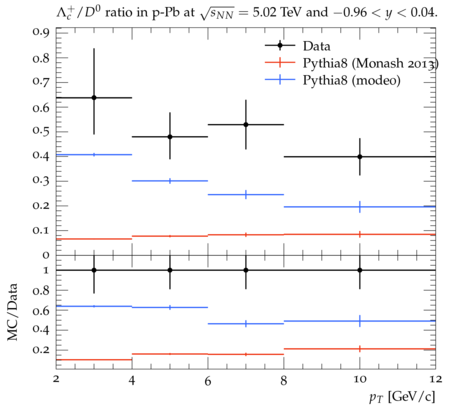 Λc+/D0 ratio in p-Pb at √sNN = 5.02 TeV and −0.96 < y < 0.04.
0.9
0.8
0.7
0.6
0.5
0.4
0.3
0.2
0.1
0
Data
Pythia8 (Monash 2013)
Pythia8 (mode0)
MC/Data
1
0.8
0.6
0.4
0.2
2 4 6 8 10 12
pT [GeV/c]